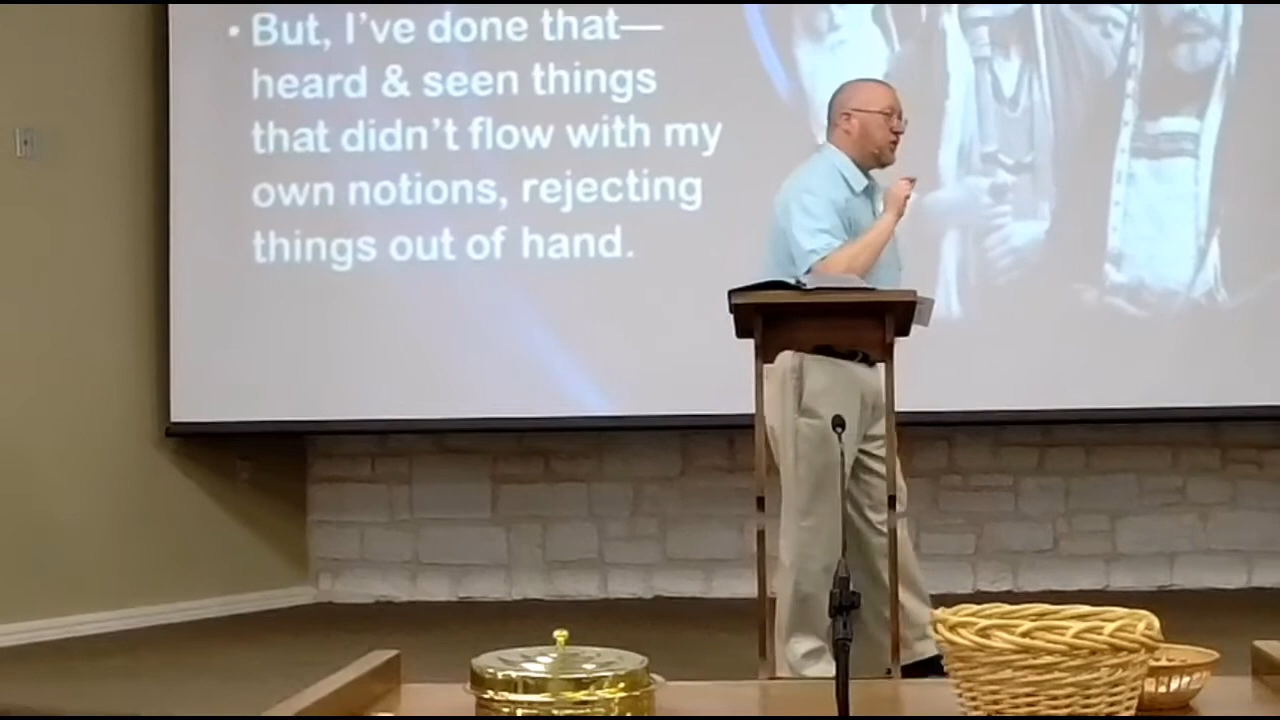 • But, I've done that—
heard & seen things
that didn't flow with my
own notions, rejecting
things out of hand.